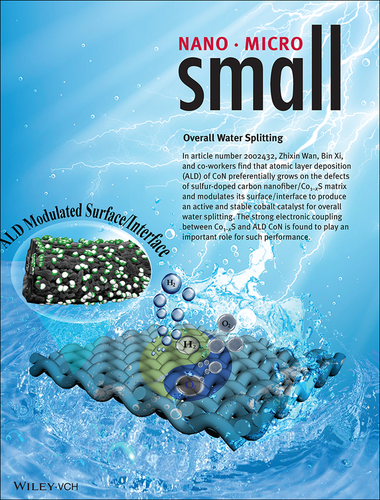 NANO · MICRO
small
Overall Water Splitting
In article number 2002432, Zhixin Wan, Bin Xi,
and co-workers find that atomic layer deposition
(ALD) of CoN preferentially grows on the defects
of sulfur-doped carbon nanofiber/Co₁₋ₓS matrix
and modulates its surface/interface to produce
an active and stable cobalt catalyst for overall
water splitting. The strong electronic coupling
between Co₁₋ₓS and ALD CoN is found to play an
important role for such performance.
ALD Modulated Surface/Interface
H₂
O₂
H₂
WILEY-VCH